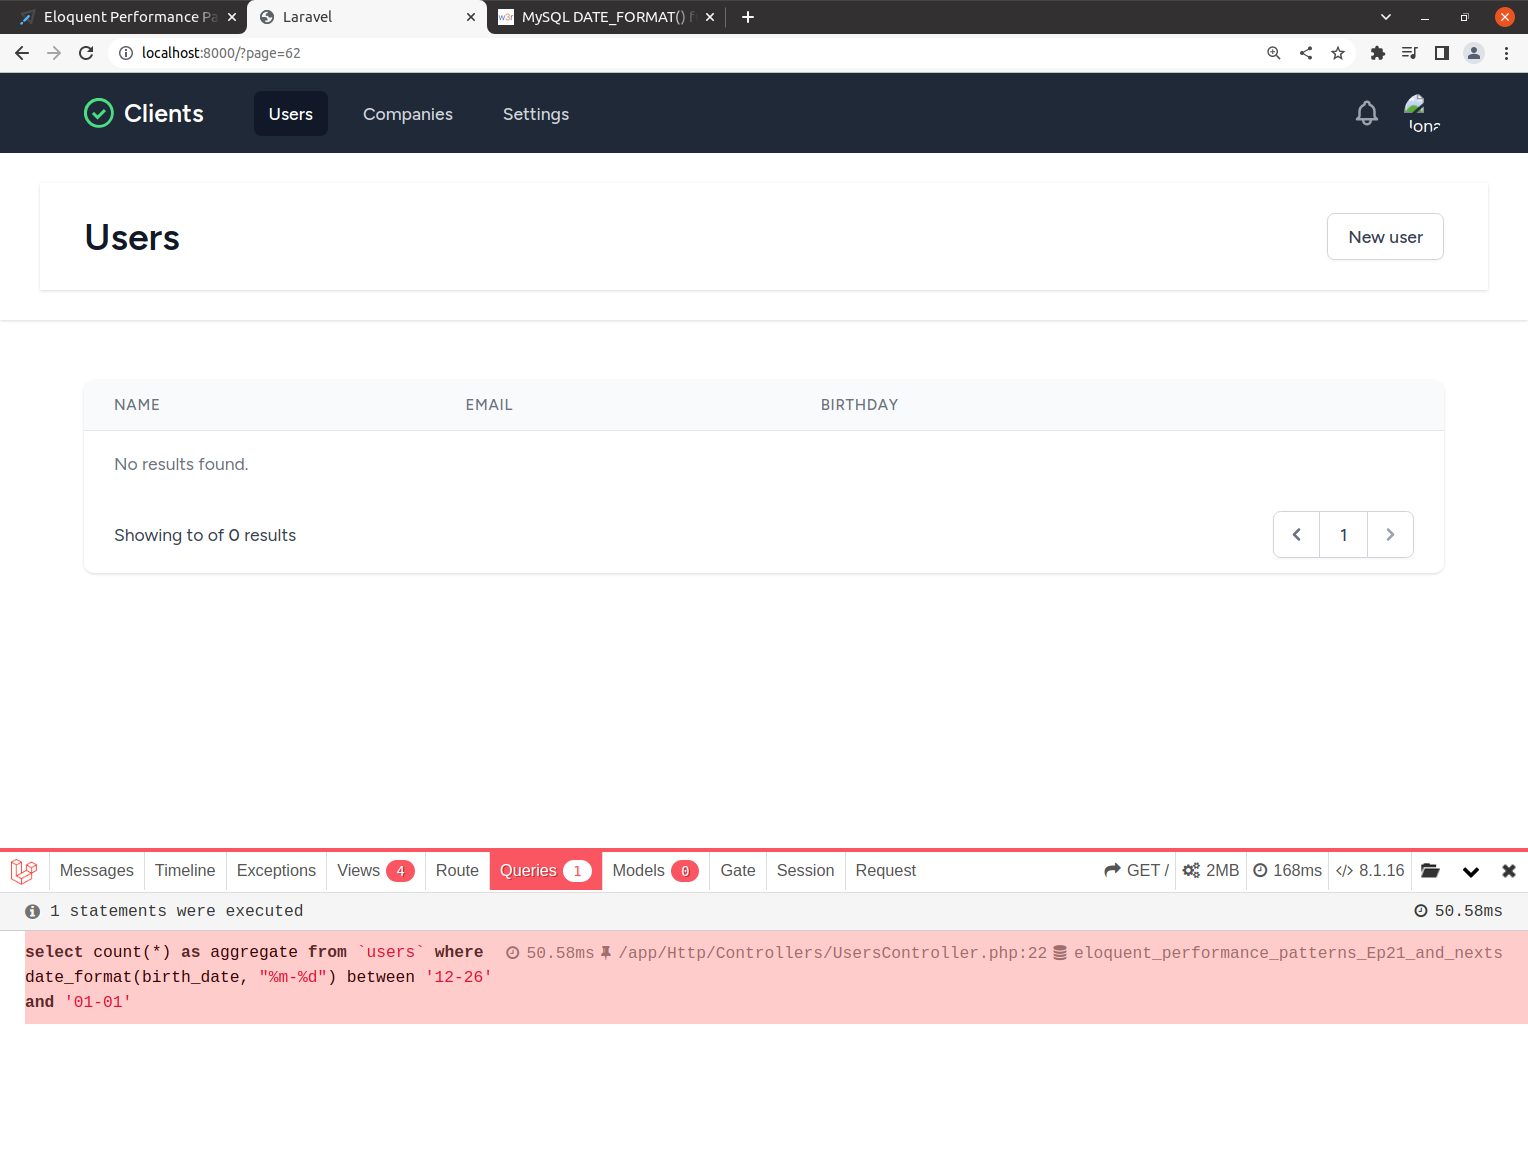 Eloquent Performance Pa
Laravel
w3r MySQL DATE_FORMAT() f
localhost:8000/?page=62
Clients Users Companies Settings
Jona
Users New user
NAME EMAIL BIRTHDAY
No results found.
Showing to of 0 results 1
Messages Timeline Exceptions Views 4 Route Queries 1 Models 0 Gate Session Request GET / 2MB 168ms 8.1.16
1 statements were executed 50.58ms
select count(*) as aggregate from `users` where 50.58ms /app/Http/Controllers/UsersController.php:22 eloquent_performance_patterns_Ep21_and_nexts
date_format(birth_date, "%m-%d") between '12-26'
and '01-01'